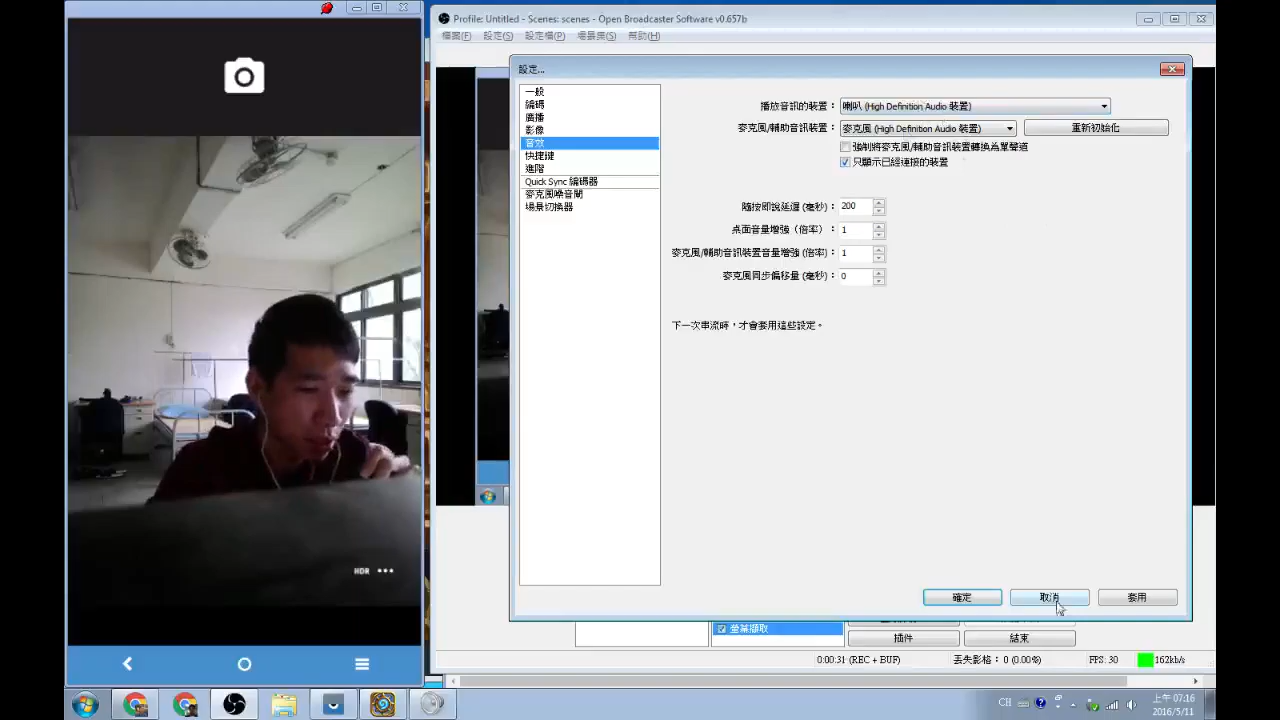 Profile: Untitled - Scenes: scenes - Open Broadcaster Software v0.657b
檔案(F) 設定(S) 設定檔(P) 場景集(S) 幫助(H)
設定...
一般
編碼
廣播
影像
音效
快捷鍵
進階
Quick Sync 編碼器
麥克風噪音閘
場景切換器
播放音訊的裝置： 喇叭 (High Definition Audio 裝置)
麥克風/輔助音訊裝置： 麥克風 (High Definition Audio 裝置) 重新初始化
強制將麥克風/輔助音訊裝置轉換為單聲道
只顯示已經連接的裝置
隨按即說延遲 (毫秒)： 200
桌面音量增強（倍率）： 1
麥克風/輔助音訊裝置音量增強 (倍率)： 1
麥克風同步偏移量 (毫秒)： 0
下一次串流時，才會套用這些設定。
HDR
確定 取消 套用
螢幕擷取
插件 結束
0:00:31 (REC + BUF) 丟失影格： 0 (0.00%) FPS: 30 162kb/s
CH
上午 07:16
2016/5/11